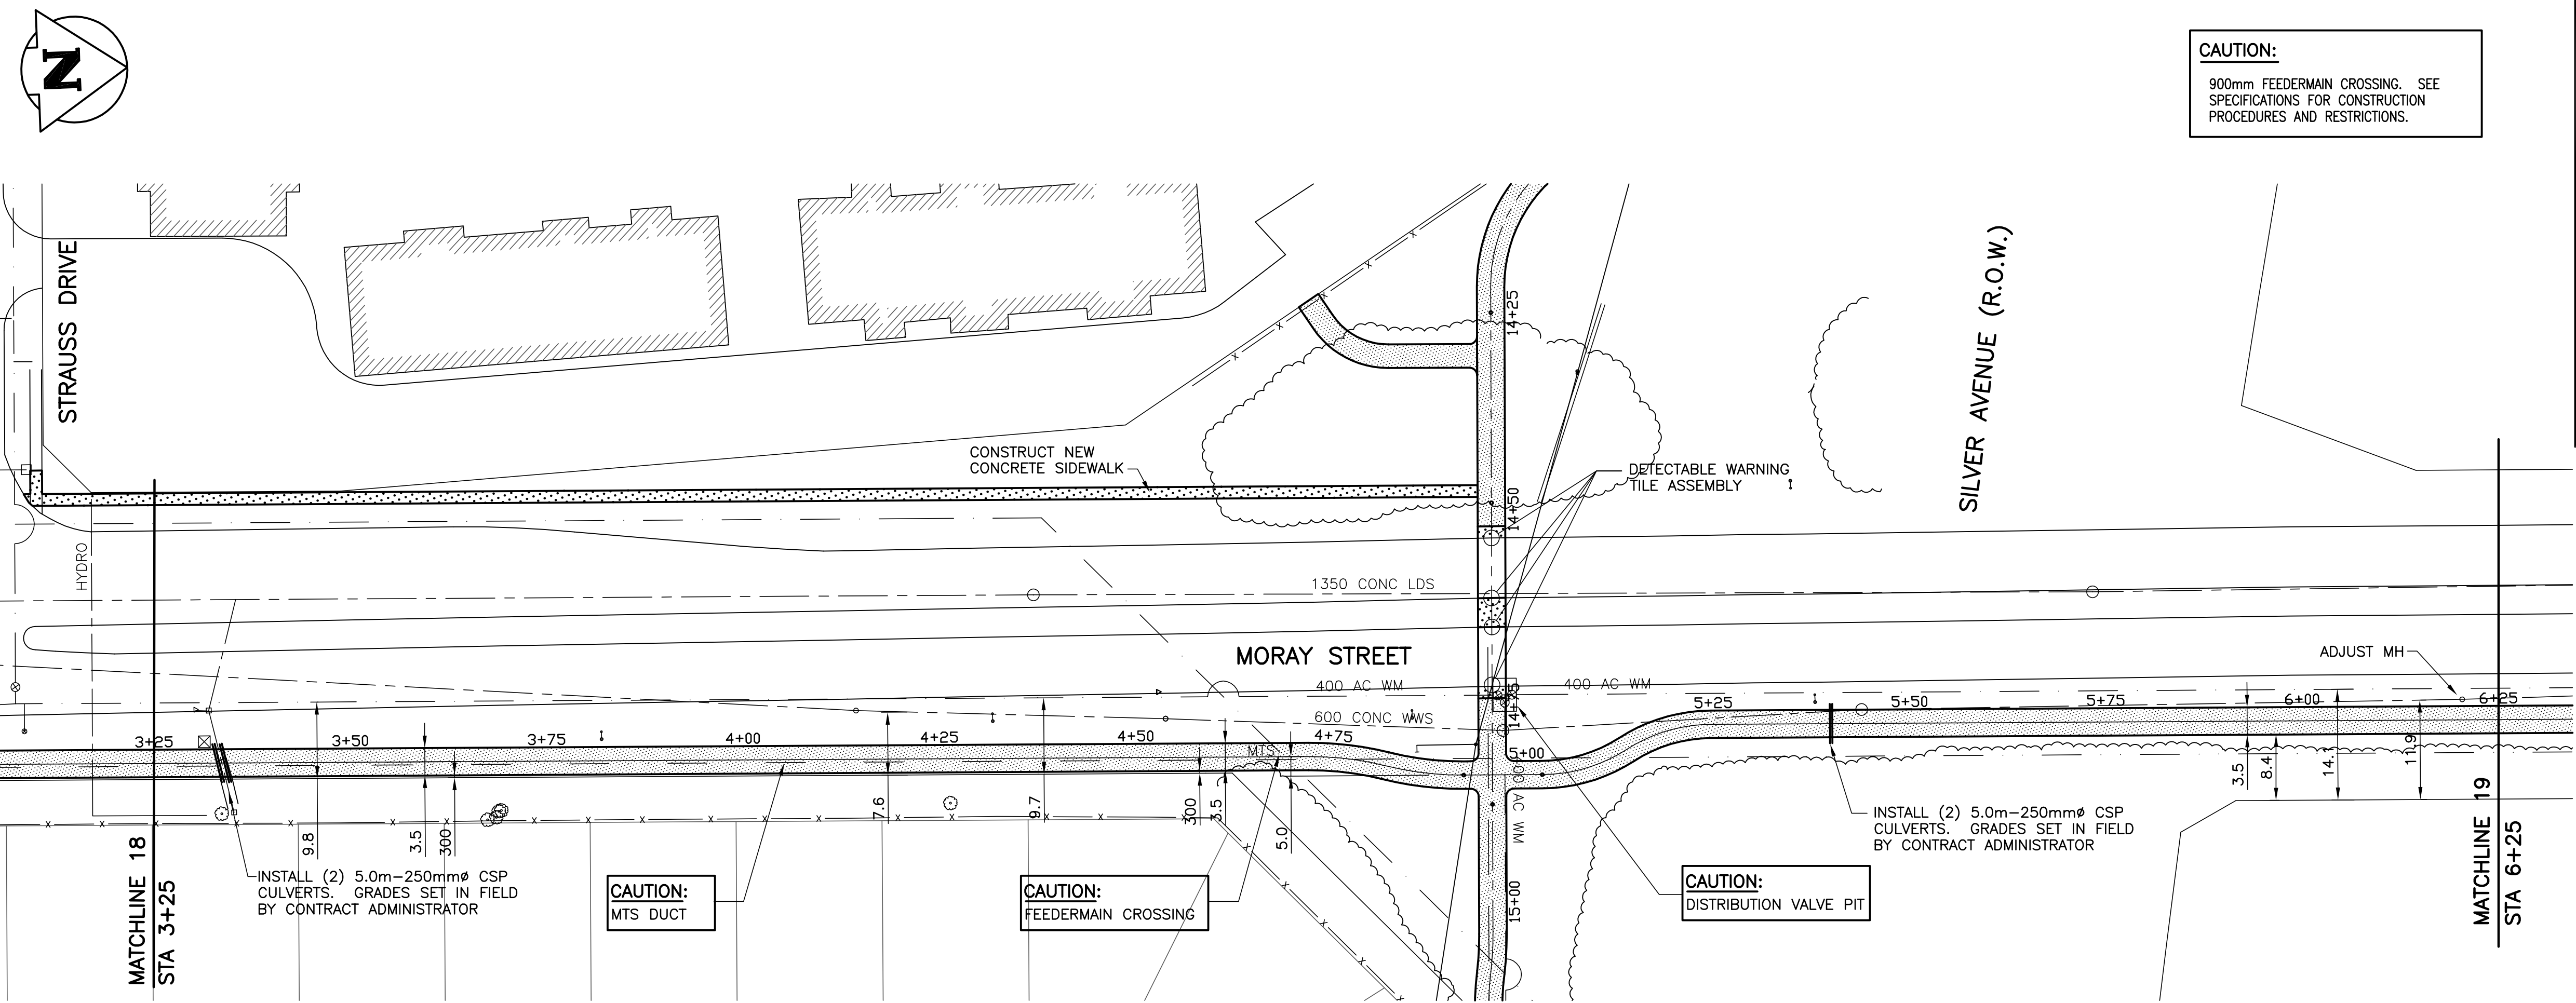 N
CAUTION:
900mm FEEDERMAIN CROSSING. SEE
SPECIFICATIONS FOR CONSTRUCTION
PROCEDURES AND RESTRICTIONS.
STRAUSS DRIVE
SILVER AVENUE (R.O.W.)
14+25
CONSTRUCT NEW
CONCRETE SIDEWALK
DETECTABLE WARNING
TILE ASSEMBLY
14+50
HYDRO
1350 CONC LDS
MORAY STREET
ADJUST MH
400 AC WM
400 AC WM
14+75
600 CONC WWS
3+25
3+50
3+75
4+00
4+25
4+50
4+75
5+00
5+25
5+50
5+75
6+00
6+25
MTS
400 AC WM
9.8
3.5
300
7.6
9.7
300
3.5
5.0
3.5
8.4
14.1
11.9
MATCHLINE 18
STA 3+25
INSTALL (2) 5.0m-250mmø CSP
CULVERTS. GRADES SET IN FIELD
BY CONTRACT ADMINISTRATOR
CAUTION:
MTS DUCT
CAUTION:
FEEDERMAIN CROSSING
15+00
CAUTION:
DISTRIBUTION VALVE PIT
INSTALL (2) 5.0m-250mmø CSP
CULVERTS. GRADES SET IN FIELD
BY CONTRACT ADMINISTRATOR
MATCHLINE 19
STA 6+25